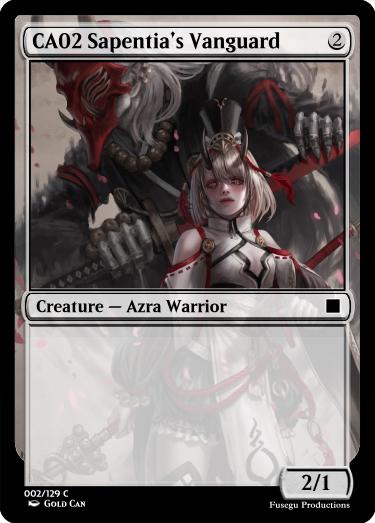 CA02 Sapentia's Vanguard 2
Creature — Azra Warrior
2/1
002/129 C
Gold Can
Fusegu Productions